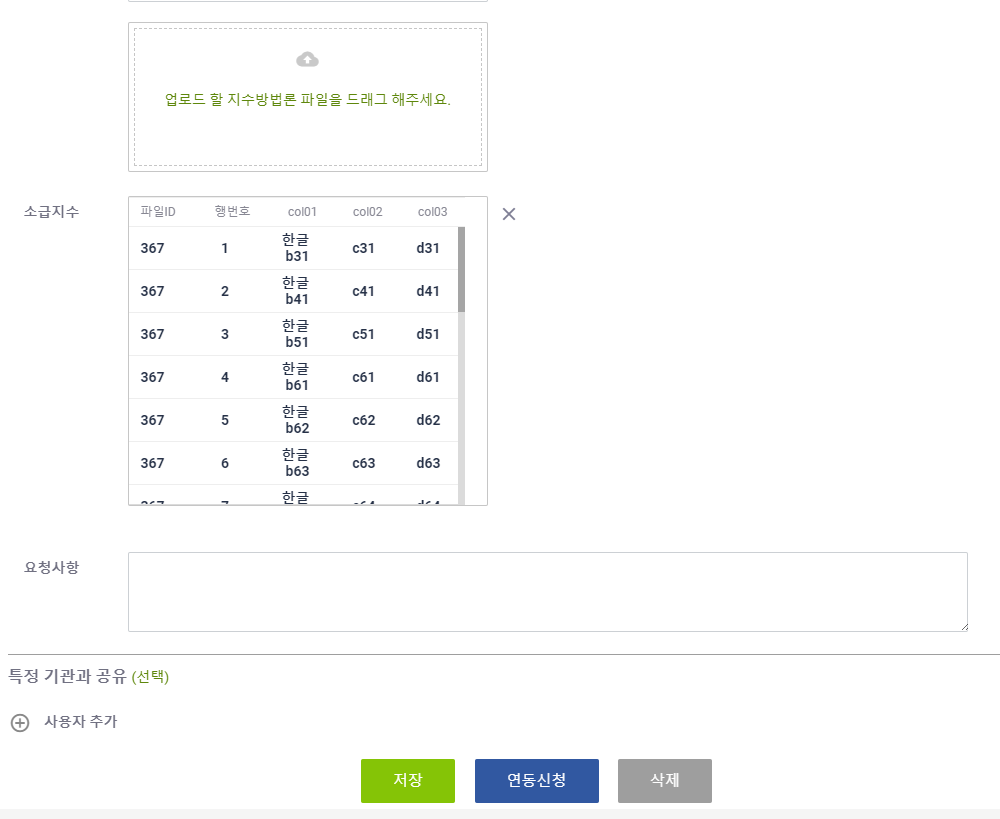 업로드 할 지수방법론 파일을 드래그 해주세요.
소급지수
파일ID 행번호 col01 col02 col03
367 1 한글 b31 c31 d31
367 2 한글 b41 c41 d41
367 3 한글 b51 c51 d51
367 4 한글 b61 c61 d61
367 5 한글 b62 c62 d62
367 6 한글 b63 c63 d63
367 7 한글 c64 d64
요청사항
특정 기관과 공유 (선택)
사용자 추가
저장 연동신청 삭제